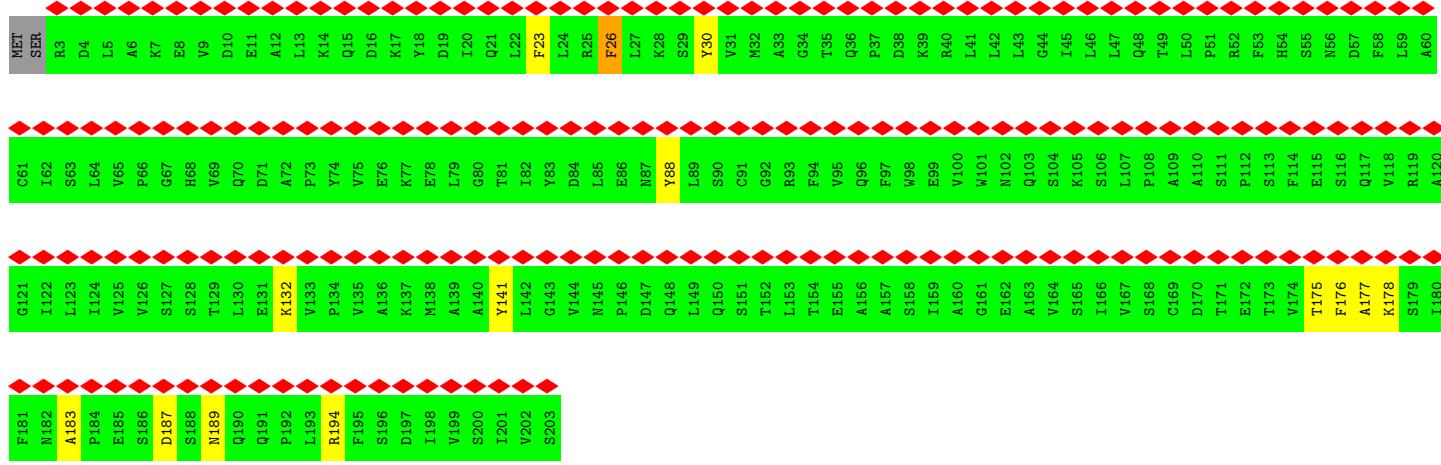 MET SER R3 D4 L5 A6 K7 E8 V9 D10 E11 A12 L13 K14 Q15 D16 K17 Y18 D19 I20 Q21 L22 F23 L24 R25 F26 L27 K28 S29 Y30 V31 M32 A33 G34 T35 Q36 P37 D38 K39 R40 L41 L42 L43 G44 I45 L46 L47 Q48 T49 L50 P51 R52 F53 H54 S55 N56 D57 F58 L59 A60
C61 I62 S63 L64 V65 P66 G67 H68 V69 Q70 D71 A72 P73 Y74 V75 E76 K77 E78 L79 G80 T81 I82 Y83 D84 L85 E86 N87 Y88 L89 S90 C91 G92 R93 F94 V95 Q96 F97 W98 E99 V100 W101 N102 Q103 S104 K105 S106 L107 P108 A109 A110 S111 P112 S113 F114 E115 S116 Q117 V118 R119 A120
G121 I122 L123 I124 V125 V126 S127 S128 T129 L130 E131 K132 V133 P134 V135 A136 K137 M138 A139 A140 Y141 L142 G143 V144 N145 P146 D147 Q148 L149 Q150 S151 T152 L153 T154 E155 A156 A157 S158 I159 A160 G161 E162 A163 V164 S165 I166 V167 S168 C169 D170 T171 E172 T173 V174 T175 F176 A177 K178 S179 I180
F181 N182 A183 P184 E185 S186 D187 S188 N189 Q190 Q191 P192 L193 R194 F195 S196 D197 I198 V199 S200 I201 V202 S203